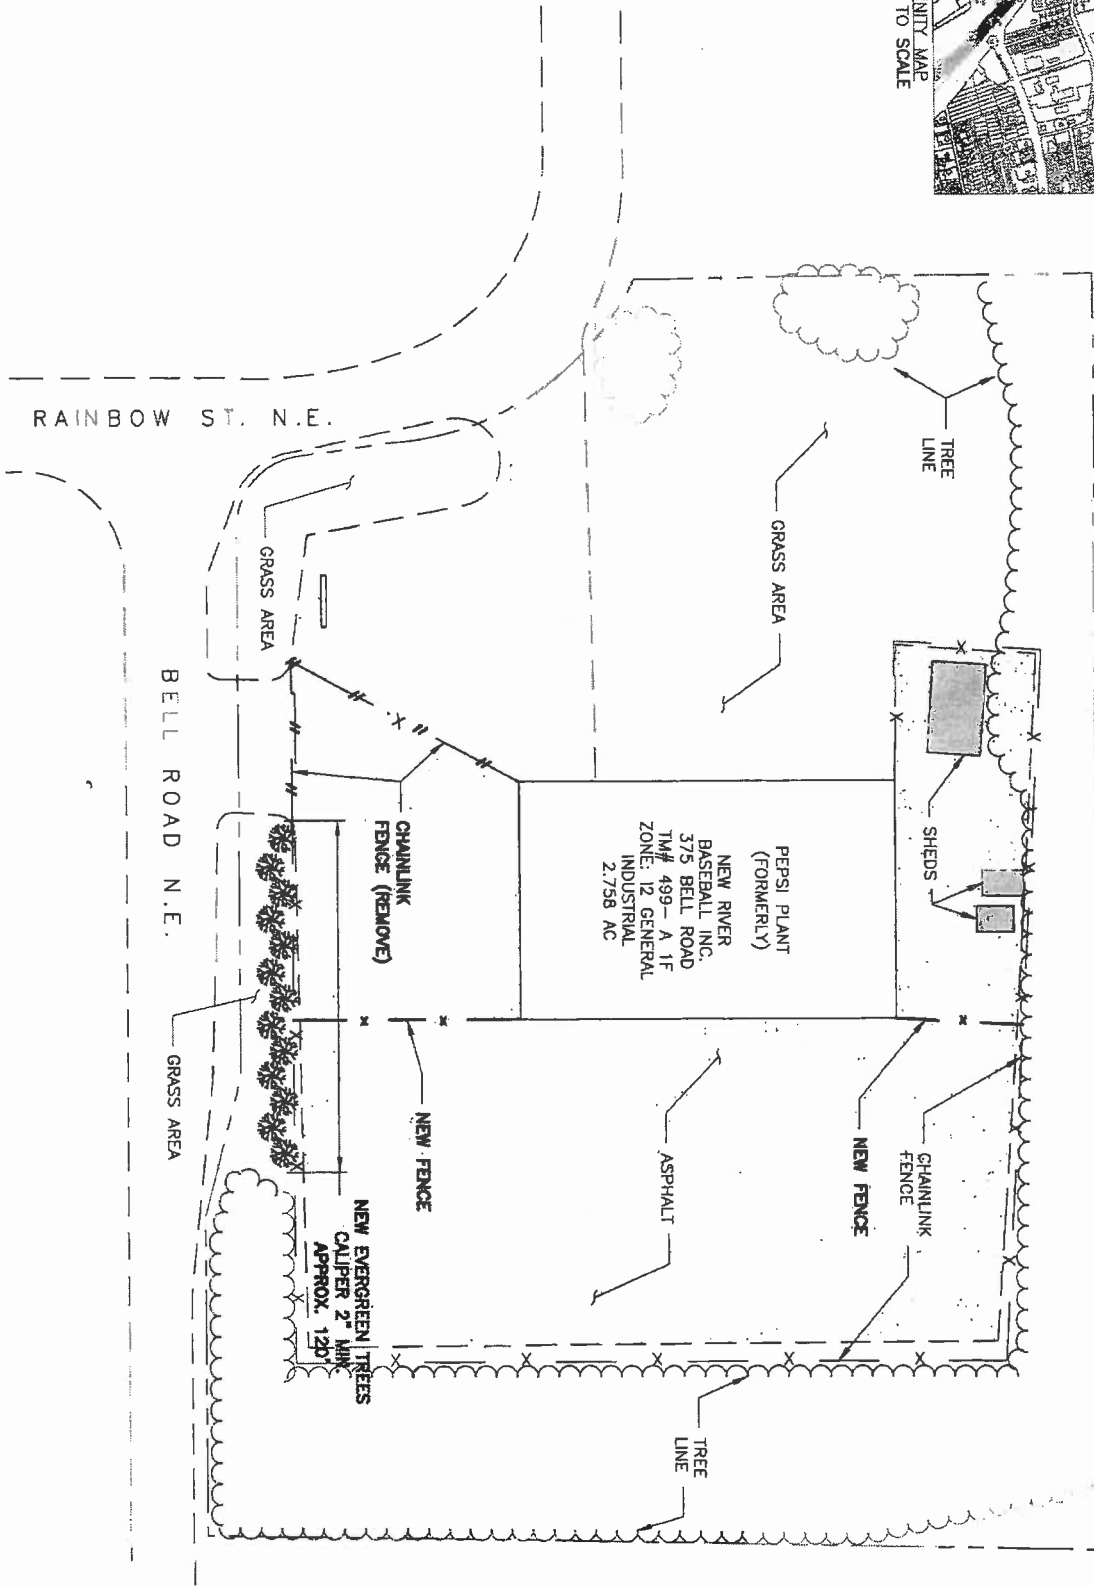 NITY MAP
TO SCALE
RAINBOW ST. N.E.
BELL ROAD N.E.
TREE
LINE
GRASS AREA
GRASS AREA
SHEDS
PEPSI PLANT
(FORMERLY)
NEW RIVER
BASEBALL INC.
375 BELL ROAD
TM# 499- A 1F
ZONE: 12 GENERAL
INDUSTRIAL
2.758 AC
CHAINLINK
FENCE (REMOVE)
GRASS AREA
NEW FENCE
NEW FENCE
CHAINLINK
FENCE
ASPHALT
NEW EVERGREEN TREES
CALIPER 2" MIN.
APPROX. 120'
TREE
LINE